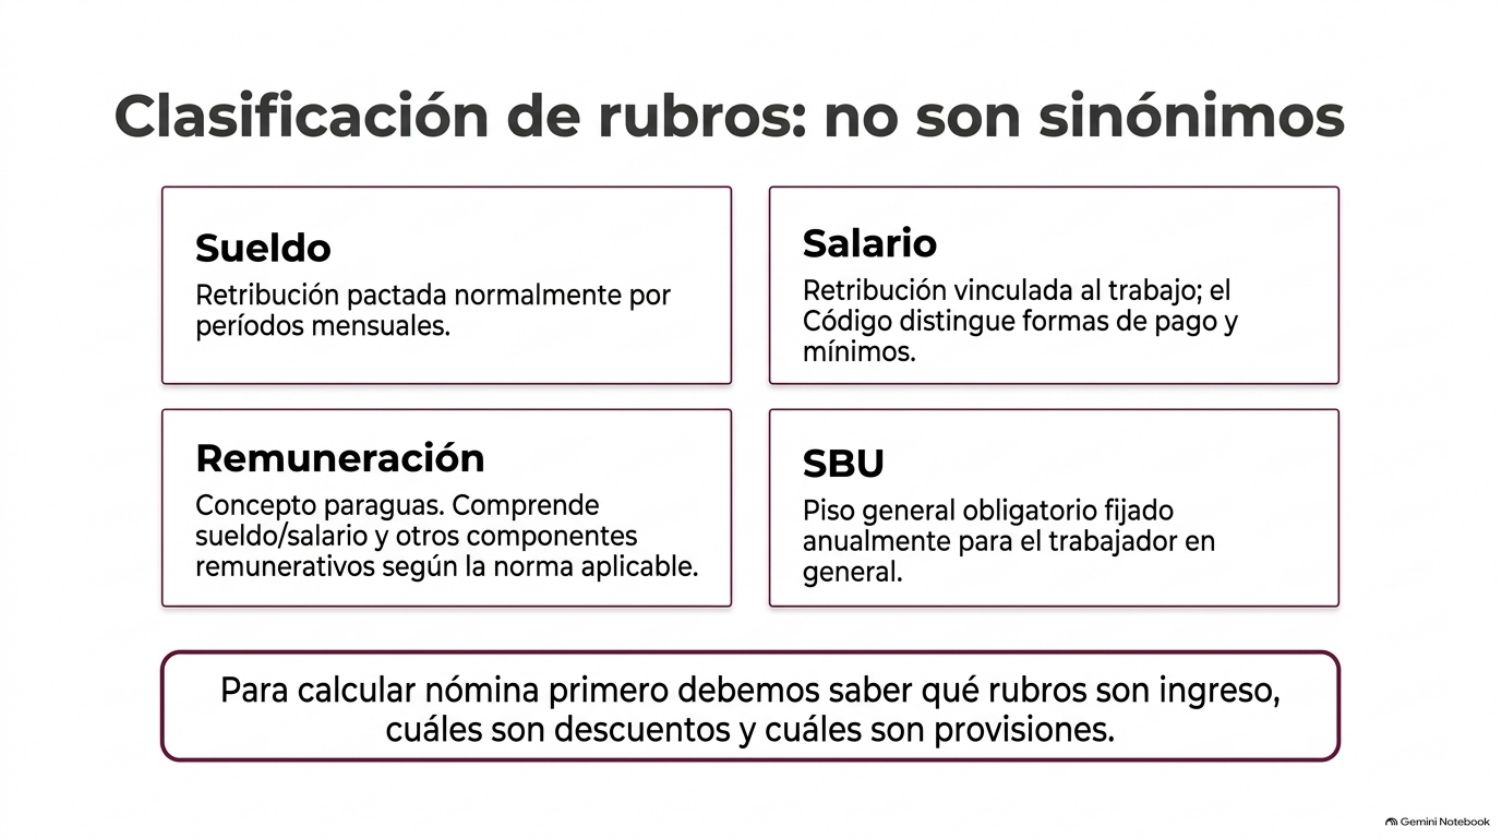 Clasificación de rubros: no son sinónimos
Sueldo
Retribución pactada normalmente por
períodos mensuales.
Salario
Retribución vinculada al trabajo; el
Código distingue formas de pago y
mínimos.
Remuneración
Concepto paraguas. Comprende
sueldo/salario y otros componentes
remunerativos según la norma aplicable.
SBU
Piso general obligatorio fijado
anualmente para el trabajador en
general.
Para calcular nómina primero debemos saber qué rubros son ingreso,
cuáles son descuentos y cuáles son provisiones.
Gemini Notebook